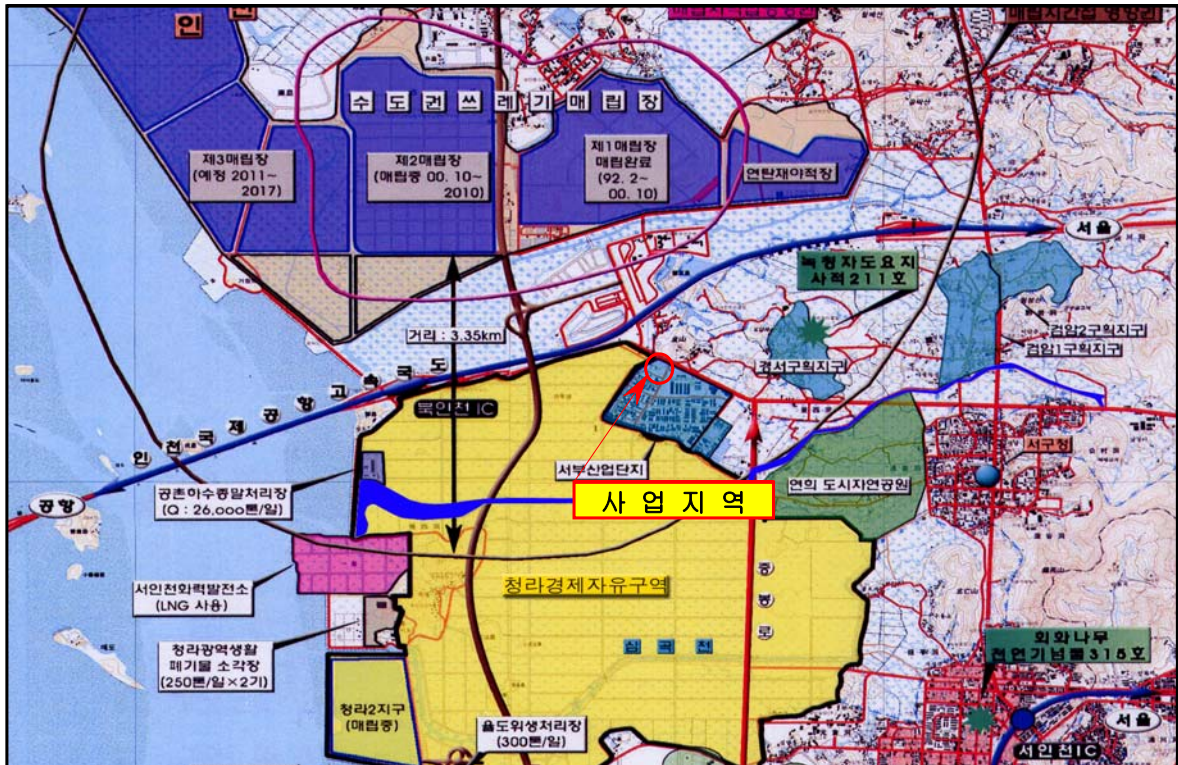 인
천
수도권쓰레기매립장
제3매립장
(예정 2011~
2017)
제2매립장
(매립중 00. 10~
2010)
제1매립장
매립완료
(92. 2~
00. 10)
연탄재야적장
서울
녹형자도요지
사적211호
거리 : 3.35km
검암2구획지구
검암1구획지구
경서구획지구
인천국제공항고속국도
북인천 IC
서구청
서부산업단지
연희 도시자연공원
공항
공촌하수종말처리장
(Q : 26,000톤/일)
사 업 지 역
서인천화력발전소
(LNG 사용)
청라경제자유구역
중봉로
청라광역생활
폐기물 소각장
(250톤/일×2기)
심곡천
회화나무
천연기념물315호
청라2지구
(매립중)
율도위생처리장
(300톤/일)
서울
서인천IC